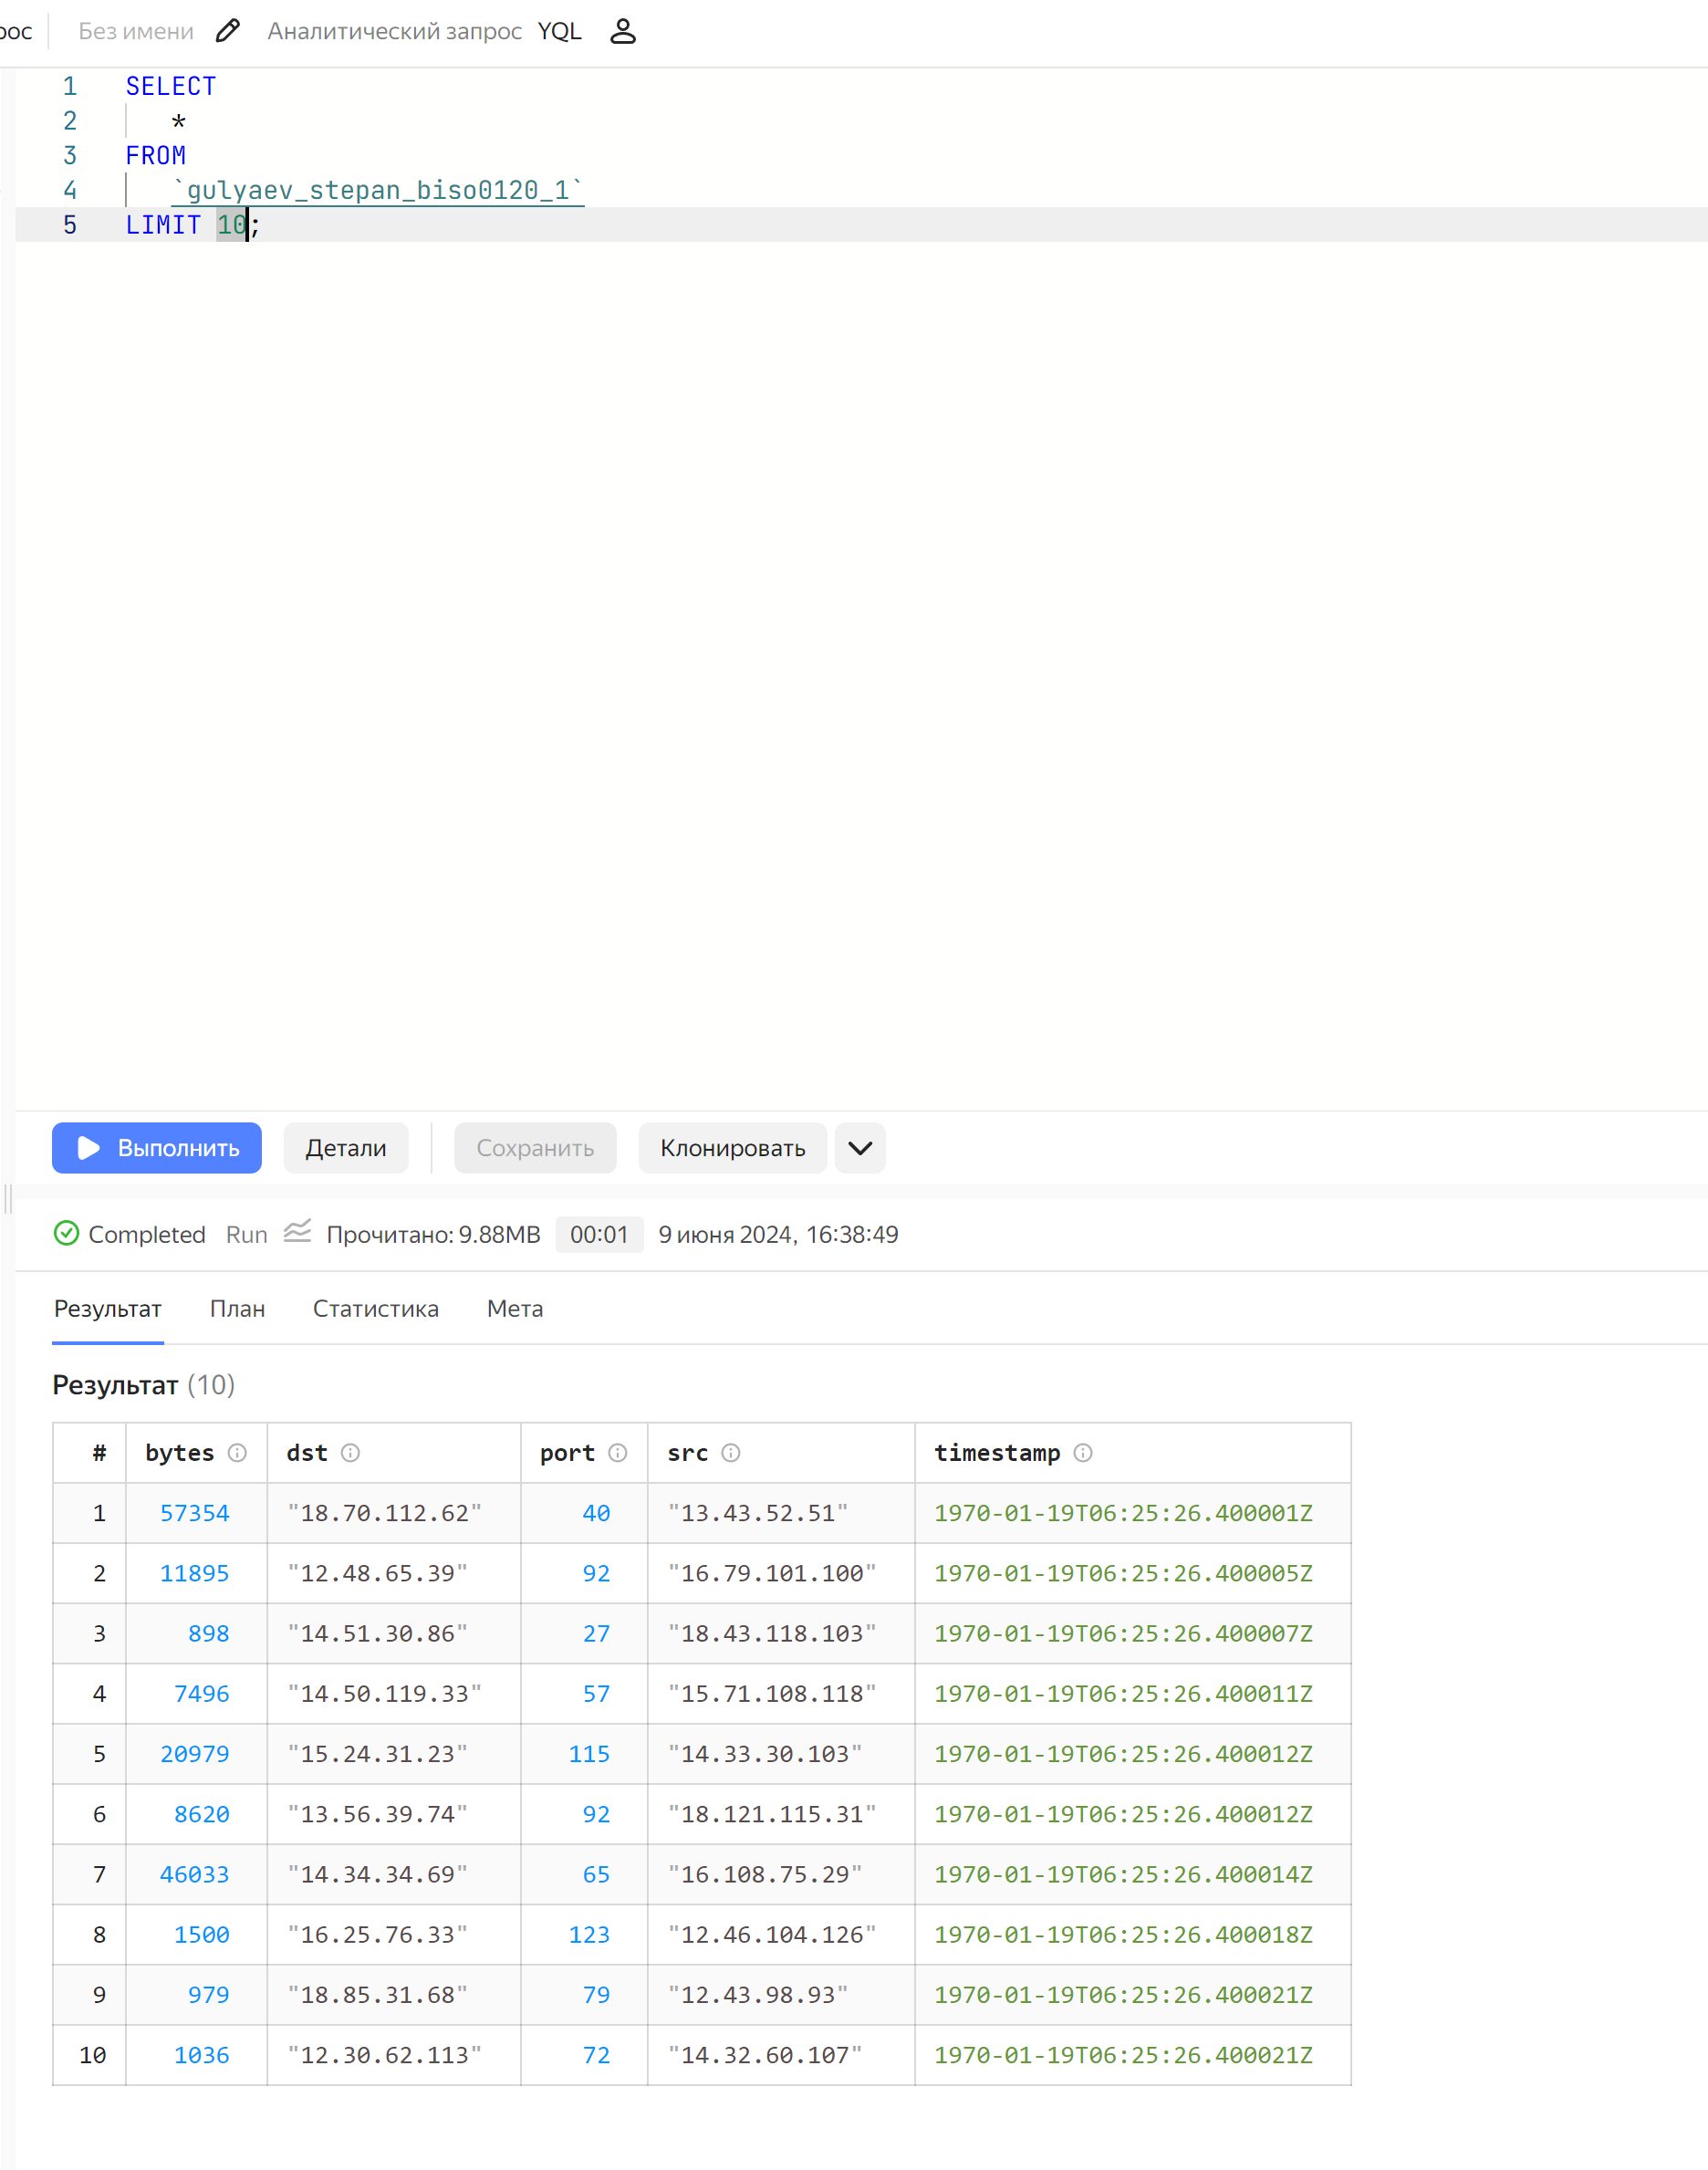 рос Без имени Аналитический запрос YQL
1 SELECT
2 *
3 FROM
4 `gulyaev_stepan_biso0120_1`
5 LIMIT 10;
Выполнить Детали Сохранить Клонировать
Completed Run Прочитано: 9.88MB 00:01 9 июня 2024, 16:38:49
Результат План Статистика Мета
Результат (10)
# bytes dst port src timestamp
1 57354 "18.70.112.62" 40 "13.43.52.51" 1970-01-19T06:25:26.400001Z
2 11895 "12.48.65.39" 92 "16.79.101.100" 1970-01-19T06:25:26.400005Z
3 898 "14.51.30.86" 27 "18.43.118.103" 1970-01-19T06:25:26.400007Z
4 7496 "14.50.119.33" 57 "15.71.108.118" 1970-01-19T06:25:26.400011Z
5 20979 "15.24.31.23" 115 "14.33.30.103" 1970-01-19T06:25:26.400012Z
6 8620 "13.56.39.74" 92 "18.121.115.31" 1970-01-19T06:25:26.400012Z
7 46033 "14.34.34.69" 65 "16.108.75.29" 1970-01-19T06:25:26.400014Z
8 1500 "16.25.76.33" 123 "12.46.104.126" 1970-01-19T06:25:26.400018Z
9 979 "18.85.31.68" 79 "12.43.98.93" 1970-01-19T06:25:26.400021Z
10 1036 "12.30.62.113" 72 "14.32.60.107" 1970-01-19T06:25:26.400021Z